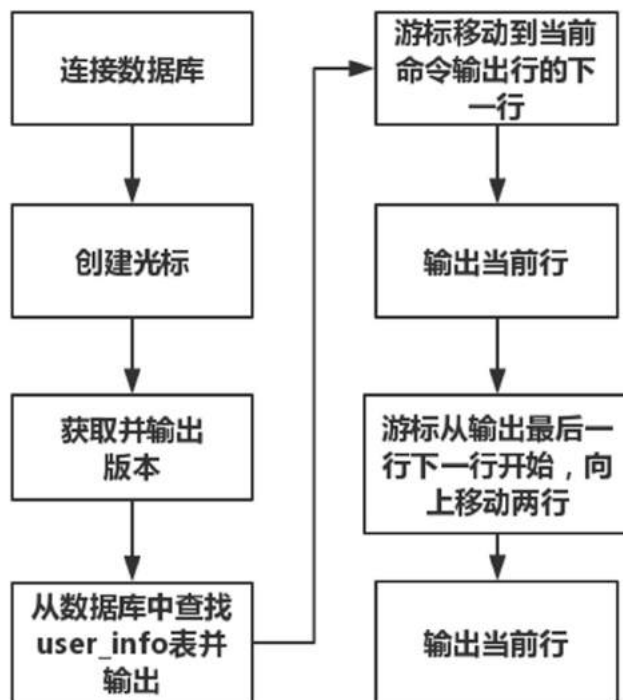 连接数据库
创建光标
获取并输出
版本
从数据库中查找
user_info表并
输出
游标移动到当前
命令输出行的下
一行
输出当前行
游标从输出最后一
行下一行开始，向
上移动两行
输出当前行